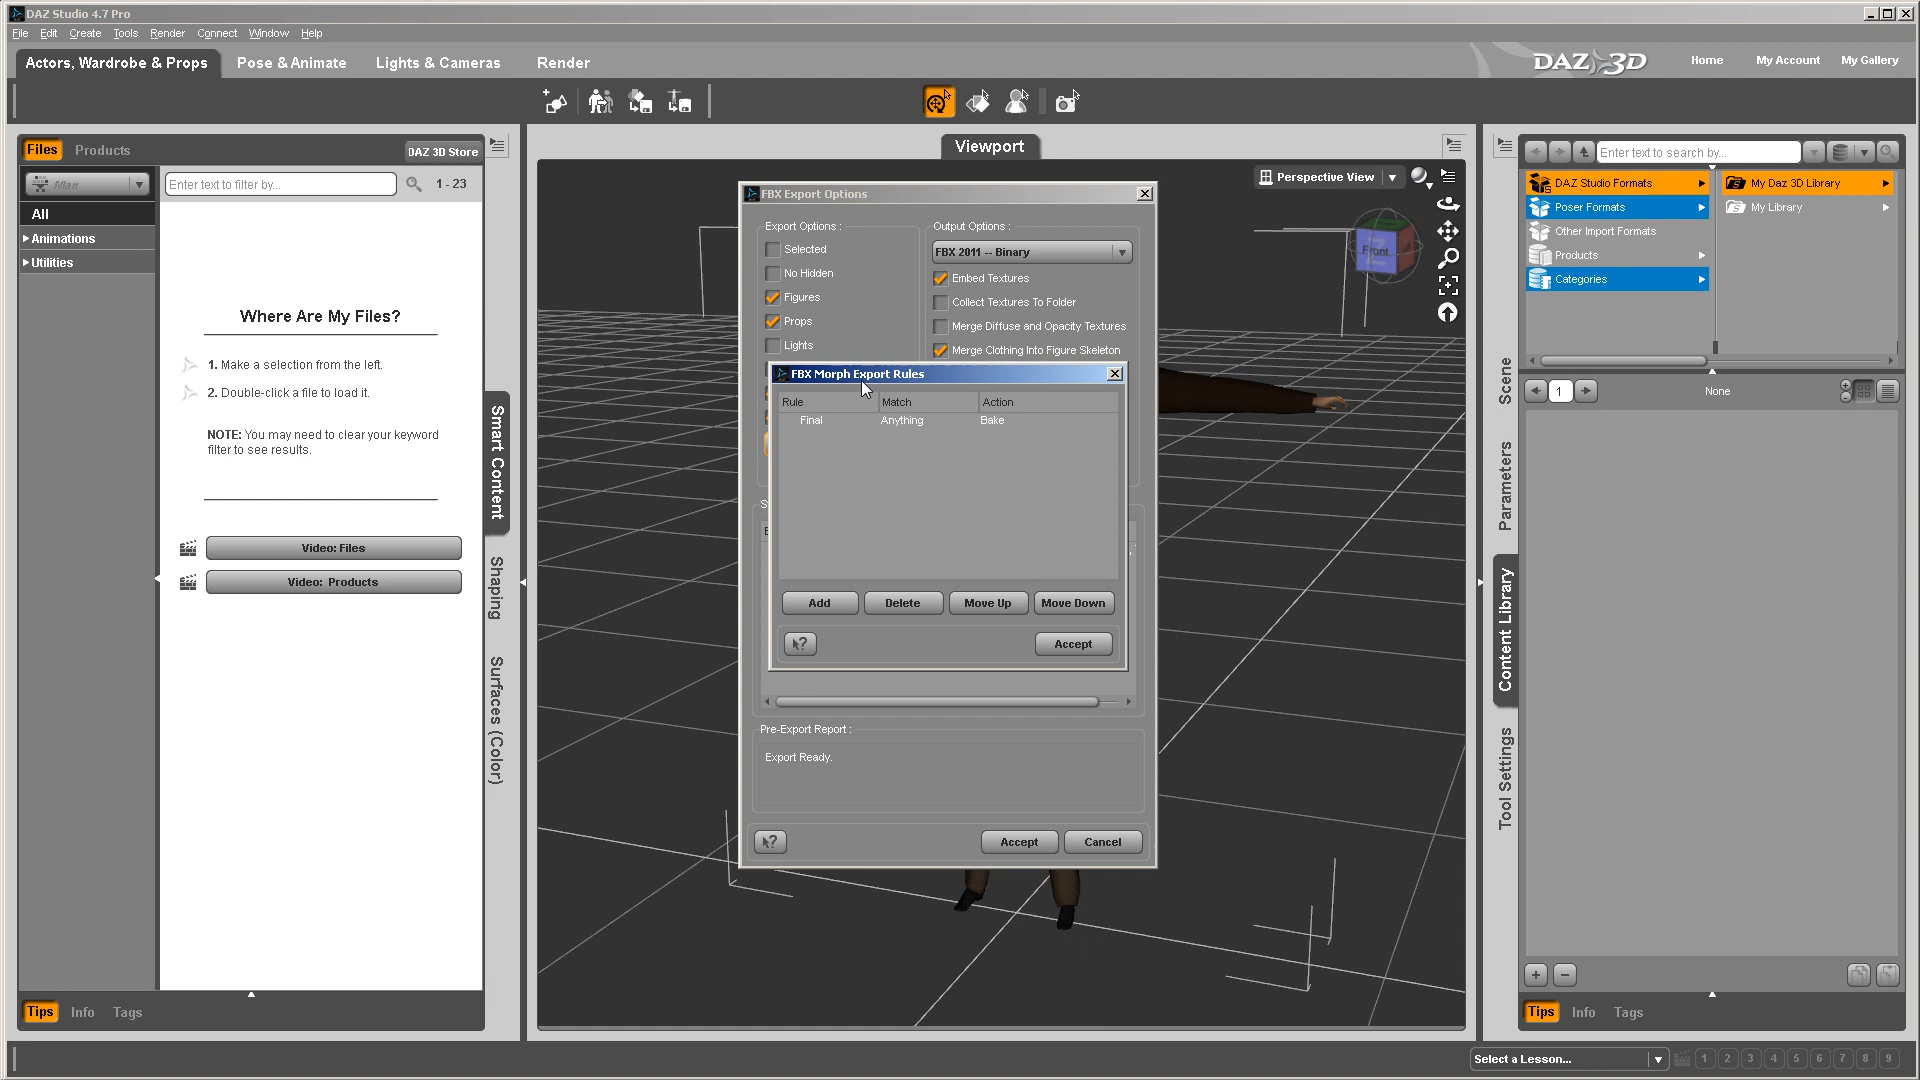 DAZ Studio 4.7 Pro
File Edit Create Tools Render Connect Window Help
Actors, Wardrobe & Props Pose & Animate Lights & Cameras Render
DAZ 3D
Home My Account My Gallery
Files Products DAZ 3D Store
Man
Enter text to filter by... 1 - 23
All
Animations
Utilities
Where Are My Files?
1. Make a selection from the left.
2. Double-click a file to load it.
NOTE: You may need to clear your keyword
filter to see results.
Video: Files
Video: Products
Tips Info Tags
Smart Content
Shaping
Surfaces (Color)
Viewport
Perspective View
Front
FBX Export Options
Export Options :
Selected
No Hidden
Figures
Props
Lights
Output Options :
FBX 2011 -- Binary
Embed Textures
Collect Textures To Folder
Merge Diffuse and Opacity Textures
Merge Clothing Into Figure Skeleton
FBX Morph Export Rules
Rule Match Action
Final Anything Bake
Add Delete Move Up Move Down
Accept
Pre-Export Report :
Export Ready.
Accept Cancel
Scene
Parameters
Content Library
Tool Settings
Enter text to search by...
DAZ Studio Formats
Poser Formats
Other Import Formats
Products
Categories
My Daz 3D Library
My Library
1 None
Tips Info Tags
Select a Lesson... 1 2 3 4 5 6 7 8 9